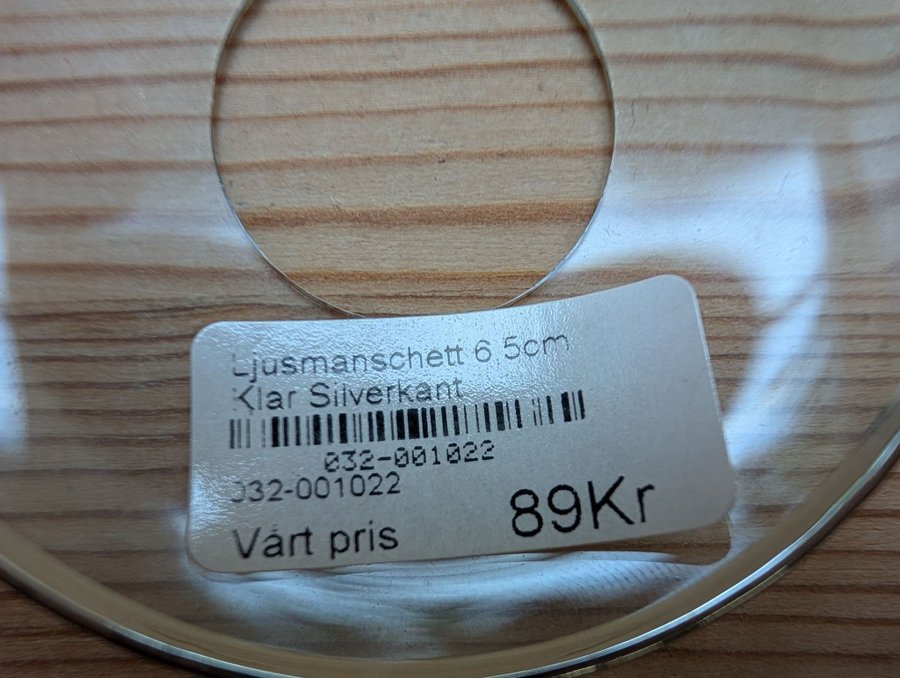 Ljusmanschett 6 5cm
Klar Silverkant
032-001022
032-001022
Vårt pris 89Kr